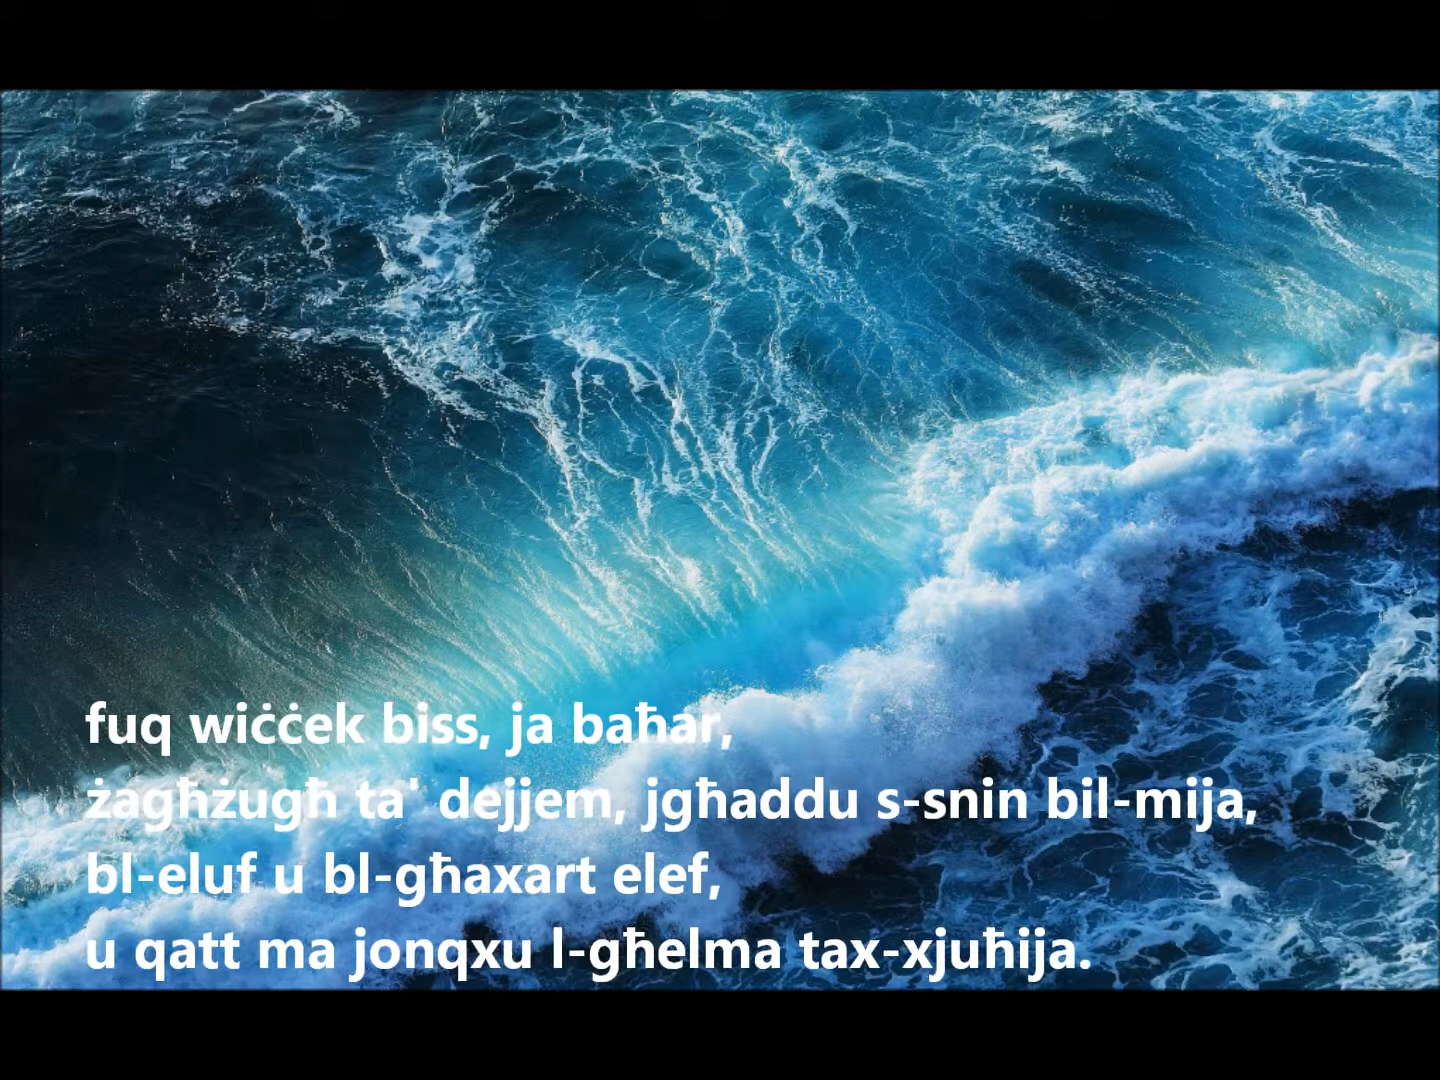 fuq wiċċek biss, ja baħar,
żagħżugħ ta' dejjem, jgħaddu s-snin bil-mija,
bl-eluf u bl-għaxart elef,
u qatt ma jonqxu l-għelma tax-xjuħija.